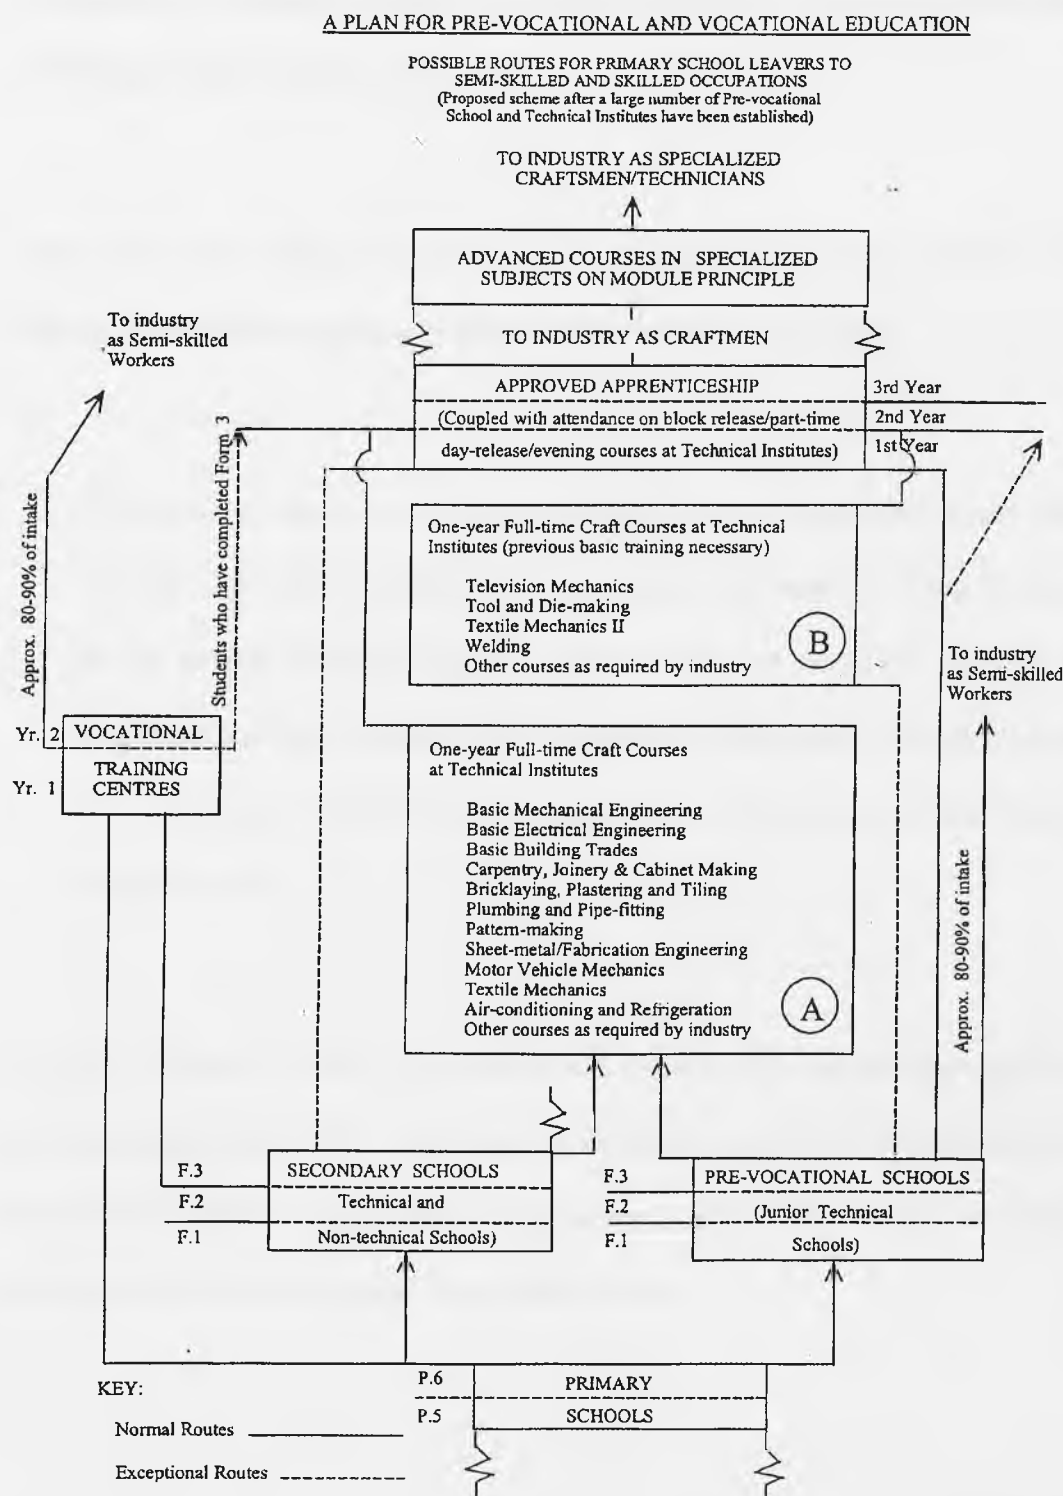 A PLAN FOR PRE-VOCATIONAL AND VOCATIONAL EDUCATION
POSSIBLE ROUTES FOR PRIMARY SCHOOL LEAVERS TO
SEMI-SKILLED AND SKILLED OCCUPATIONS
(Proposed scheme after a large number of Pre-vocational
School and Technical Institutes have been established)
TO INDUSTRY AS SPECIALIZED
CRAFTSMEN/TECHNICIANS
ADVANCED COURSES IN SPECIALIZED
SUBJECTS ON MODULE PRINCIPLE
To industry
as Semi-skilled
Workers
TO INDUSTRY AS CRAFTMEN
APPROVED APPRENTICESHIP
3rd Year
(Coupled with attendance on block release/part-time
2nd Year
day-release/evening courses at Technical Institutes)
1st Year
Approx. 80-90% of intake
Students who have completed Form 3
One-year Full-time Craft Courses at Technical
Institutes (previous basic training necessary)
Television Mechanics
Tool and Die-making
Textile Mechanics II
Welding
Other courses as required by industry
B
To industry
as Semi-skilled
Workers
Yr. 2 VOCATIONAL
TRAINING
Yr. 1 CENTRES
One-year Full-time Craft Courses
at Technical Institutes
Basic Mechanical Engineering
Basic Electrical Engineering
Basic Building Trades
Carpentry, Joinery & Cabinet Making
Bricklaying, Plastering and Tiling
Plumbing and Pipe-fitting
Pattern-making
Sheet-metal/Fabrication Engineering
Motor Vehicle Mechanics
Textile Mechanics
Air-conditioning and Refrigeration
Other courses as required by industry
A
Approx. 80-90% of intake
F.3 SECONDARY SCHOOLS
F.2 Technical and
F.1 Non-technical Schools)
F.3 PRE-VOCATIONAL SCHOOLS
F.2 (Junior Technical
F.1 Schools)
P.6 PRIMARY
P.5 SCHOOLS
KEY:
Normal Routes
Exceptional Routes